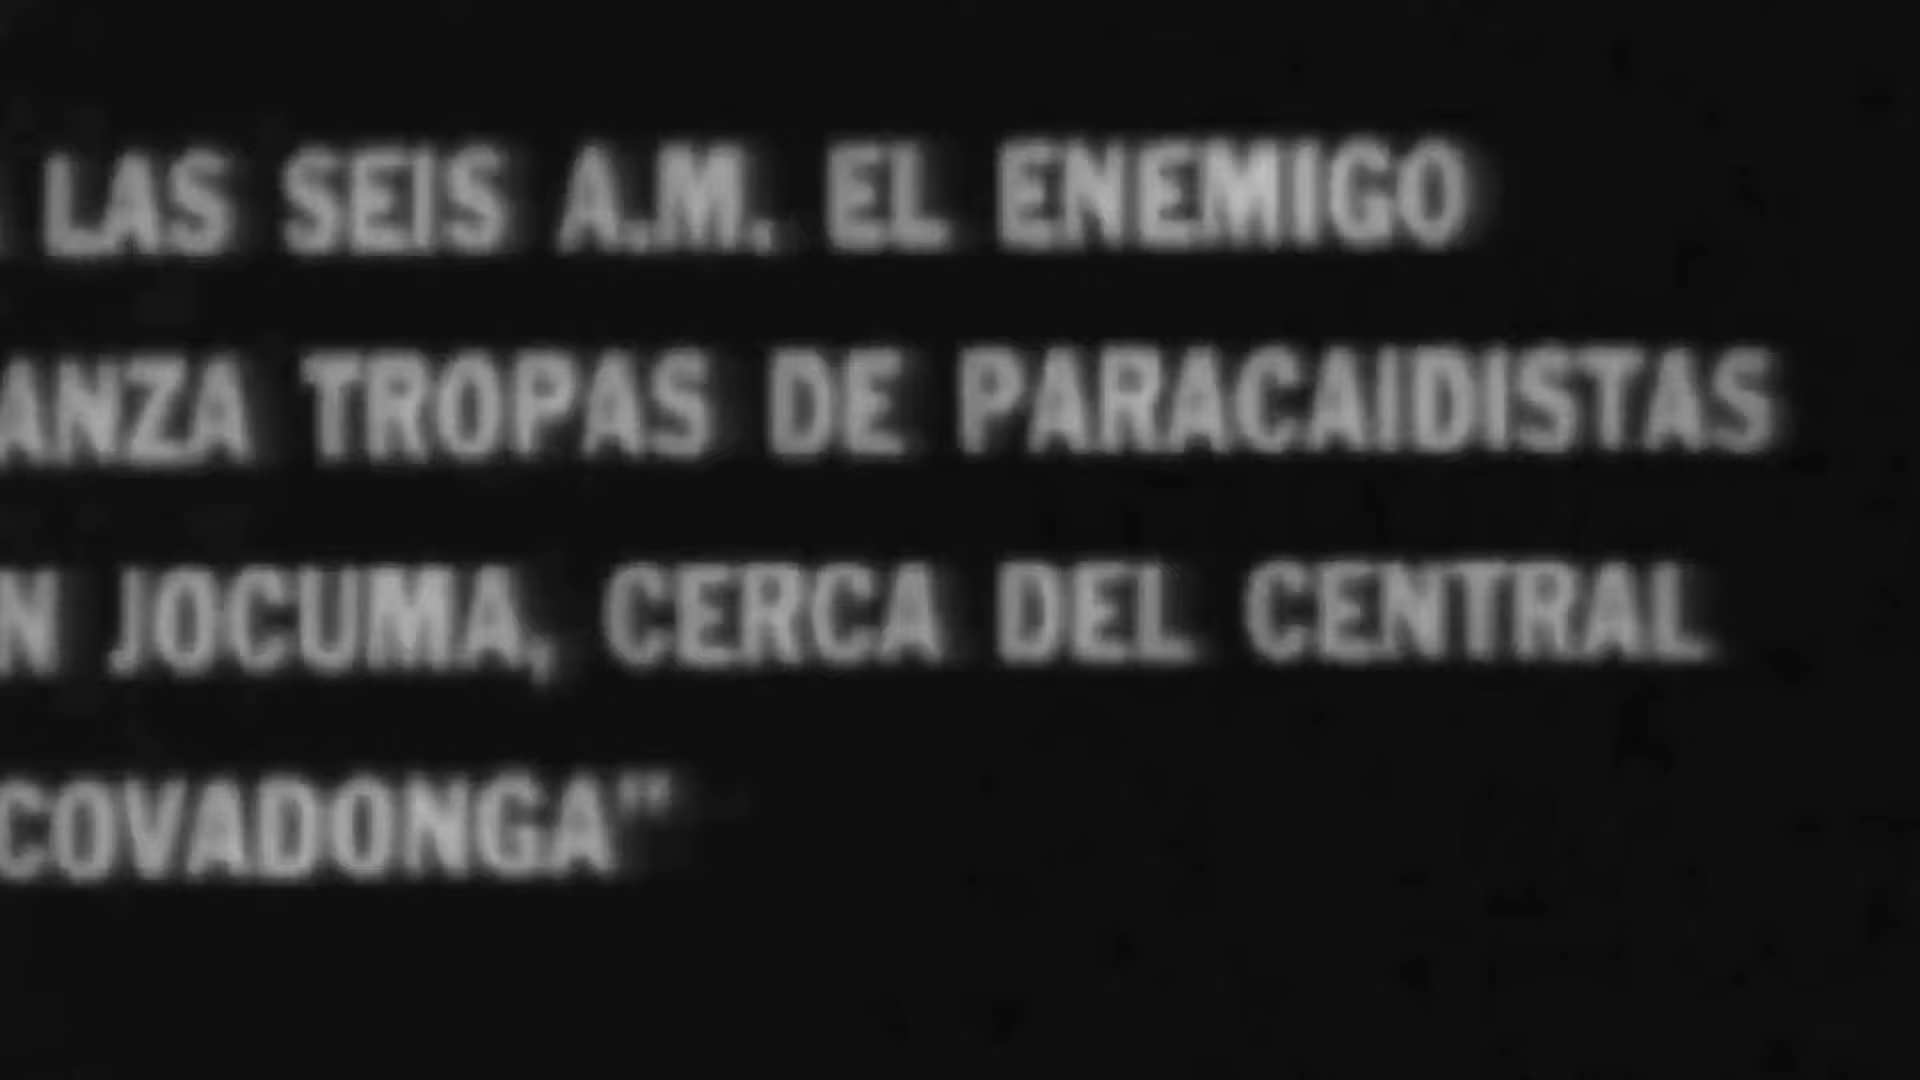 A LAS SEIS A.M. EL ENEMIGO
ANZA TROPAS DE PARACAIDISTAS
N JOCUMA, CERCA DEL CENTRAL
COVADONGA"